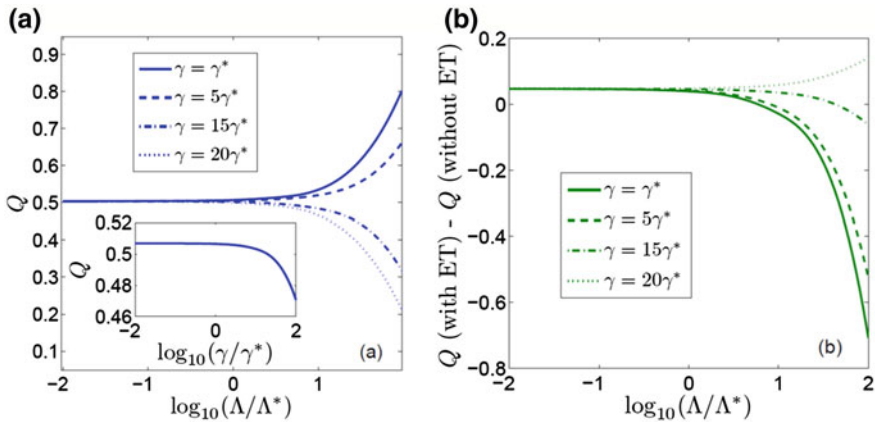 (a)
0.9
0.8
0.7
0.6
0.5
0.4
0.3
0.2
0.1
Q
γ = γ*
γ = 5γ*
γ = 15γ*
γ = 20γ*
0.52
0.5
0.48
0.46
Q
-2 0 2
log₁₀(γ/γ*)
(a)
-2 -1 0 1
log₁₀(Λ/Λ*)
(b)
0.2
0
-0.2
-0.4
-0.6
-0.8
Q (with ET) - Q (without ET)
γ = γ*
γ = 5γ*
γ = 15γ*
γ = 20γ*
(b)
-2 -1 0 1 2
log₁₀(Λ/Λ*)